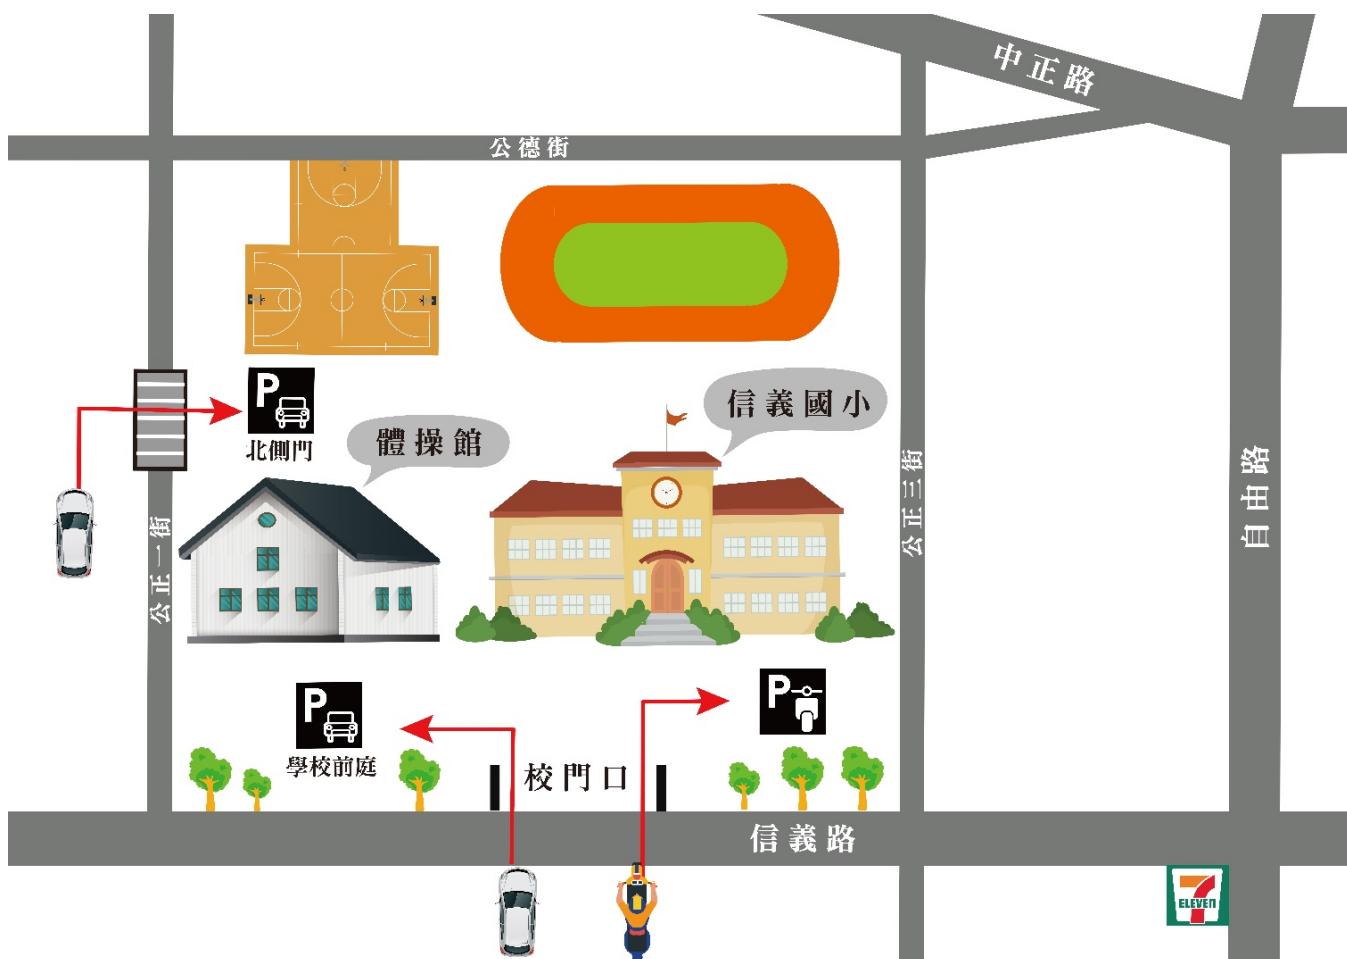 中正路
公德街
信義國小
P
北側門
體操館
公正一街
公正三街
自由路
P
學校前庭
校門口
P
信義路
7
ELEVEn